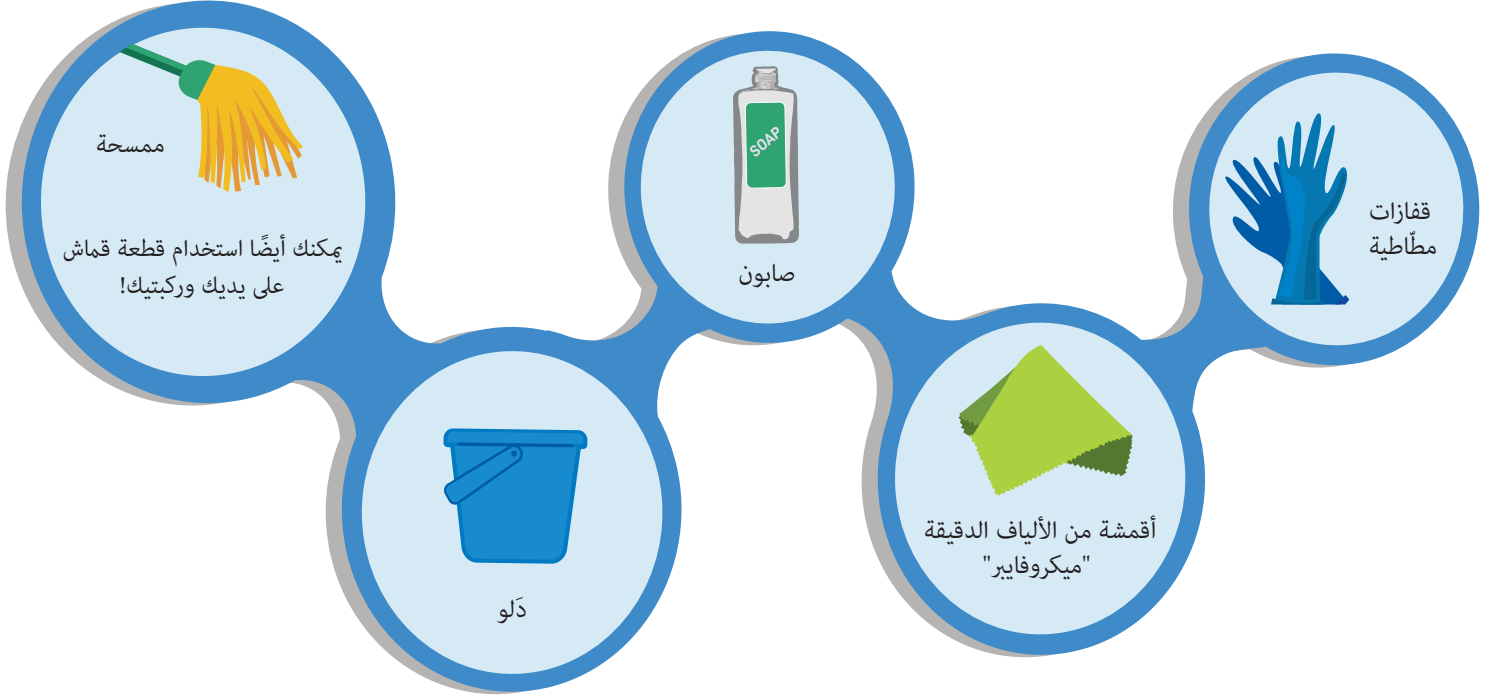 قفازات
مطّاطية
أقمشة من الألياف الدقيقة
"ميكروفايبر"
SOAP
صابون
دَلو
ممسحة
يمكنك أيضًا استخدام قطعة قماش
على يديك وركبتيك!